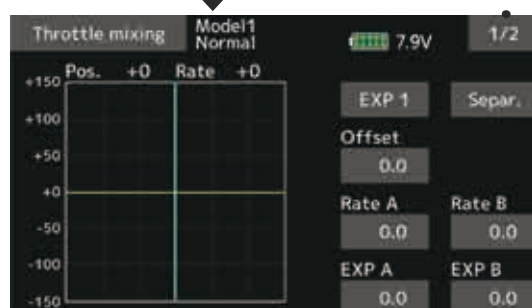 Throttle mixing
Model1
Normal
7.9V
1/2
Pos. +0 Rate +0
+150
+100
+50
+0
-50
-100
-150
EXP 1
Separ.
Offset
0.0
Rate A Rate B
0.0 0.0
EXP A EXP B
0.0 0.0